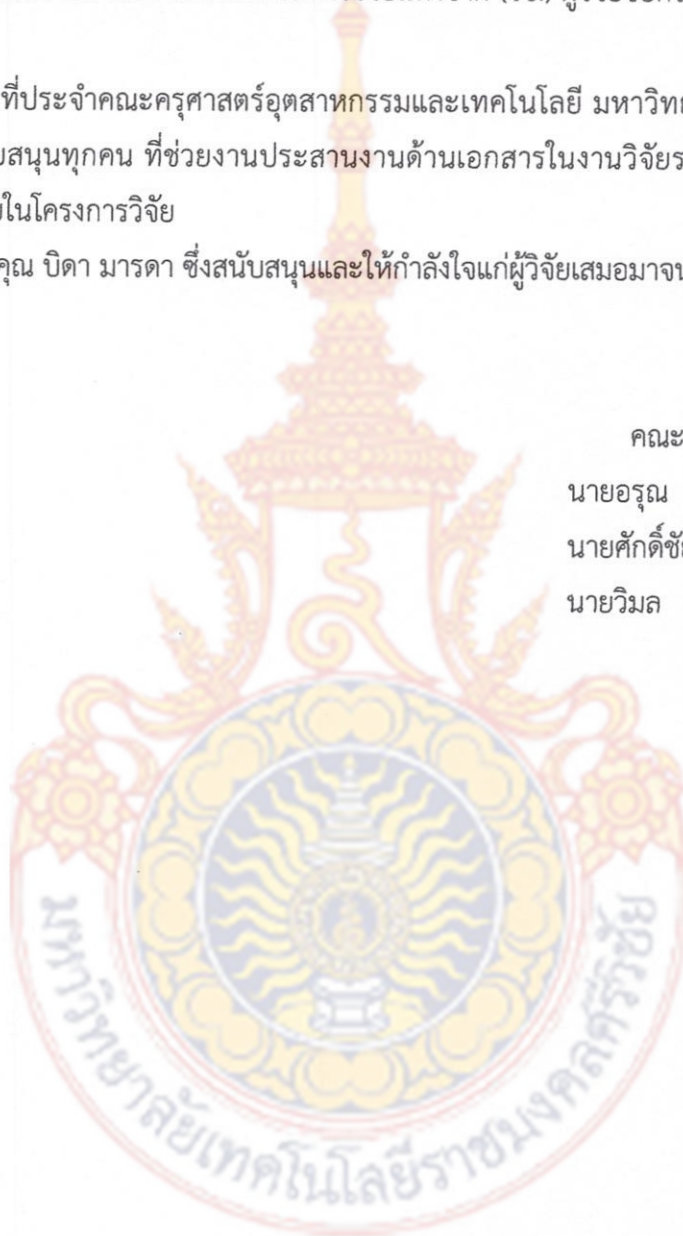 ที่ประจำคณะครุศาสตร์อุตสาหกรรมและเทคโนโลยี
สนุนทุกคน ที่ช่วยงานประสานงานด้านเอกสารในงานวิจัย
ในโครงการวิจัย
คุณ บิดา มารดา ซึ่งสนับสนุนและให้กำลังใจแก่ผู้วิจัยเสมอมา
คณะ
นายอรุณ
นายศักดิ์ชัย
นายวิมล
มหาวิทยาลัยเทคโนโลยีราชมงคลศรีวิชัย